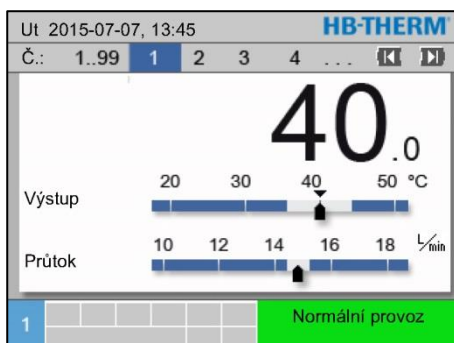 Ut 2015-07-07, 13:45 HB-THERM
Č.: 1..99 1 2 3 4 ...
40.0
20 30 40 50 °C
Výstup
10 12 14 16 18 L/min
Průtok
1 Normální provoz